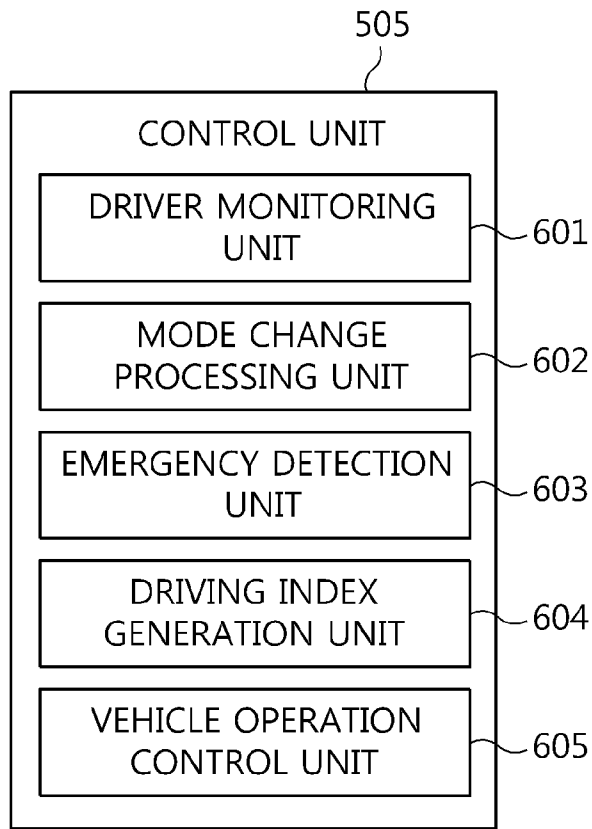 505
CONTROL UNIT
DRIVER MONITORING
UNIT
601
MODE CHANGE
PROCESSING UNIT
602
EMERGENCY DETECTION
UNIT
603
DRIVING INDEX
GENERATION UNIT
604
VEHICLE OPERATION
CONTROL UNIT
605